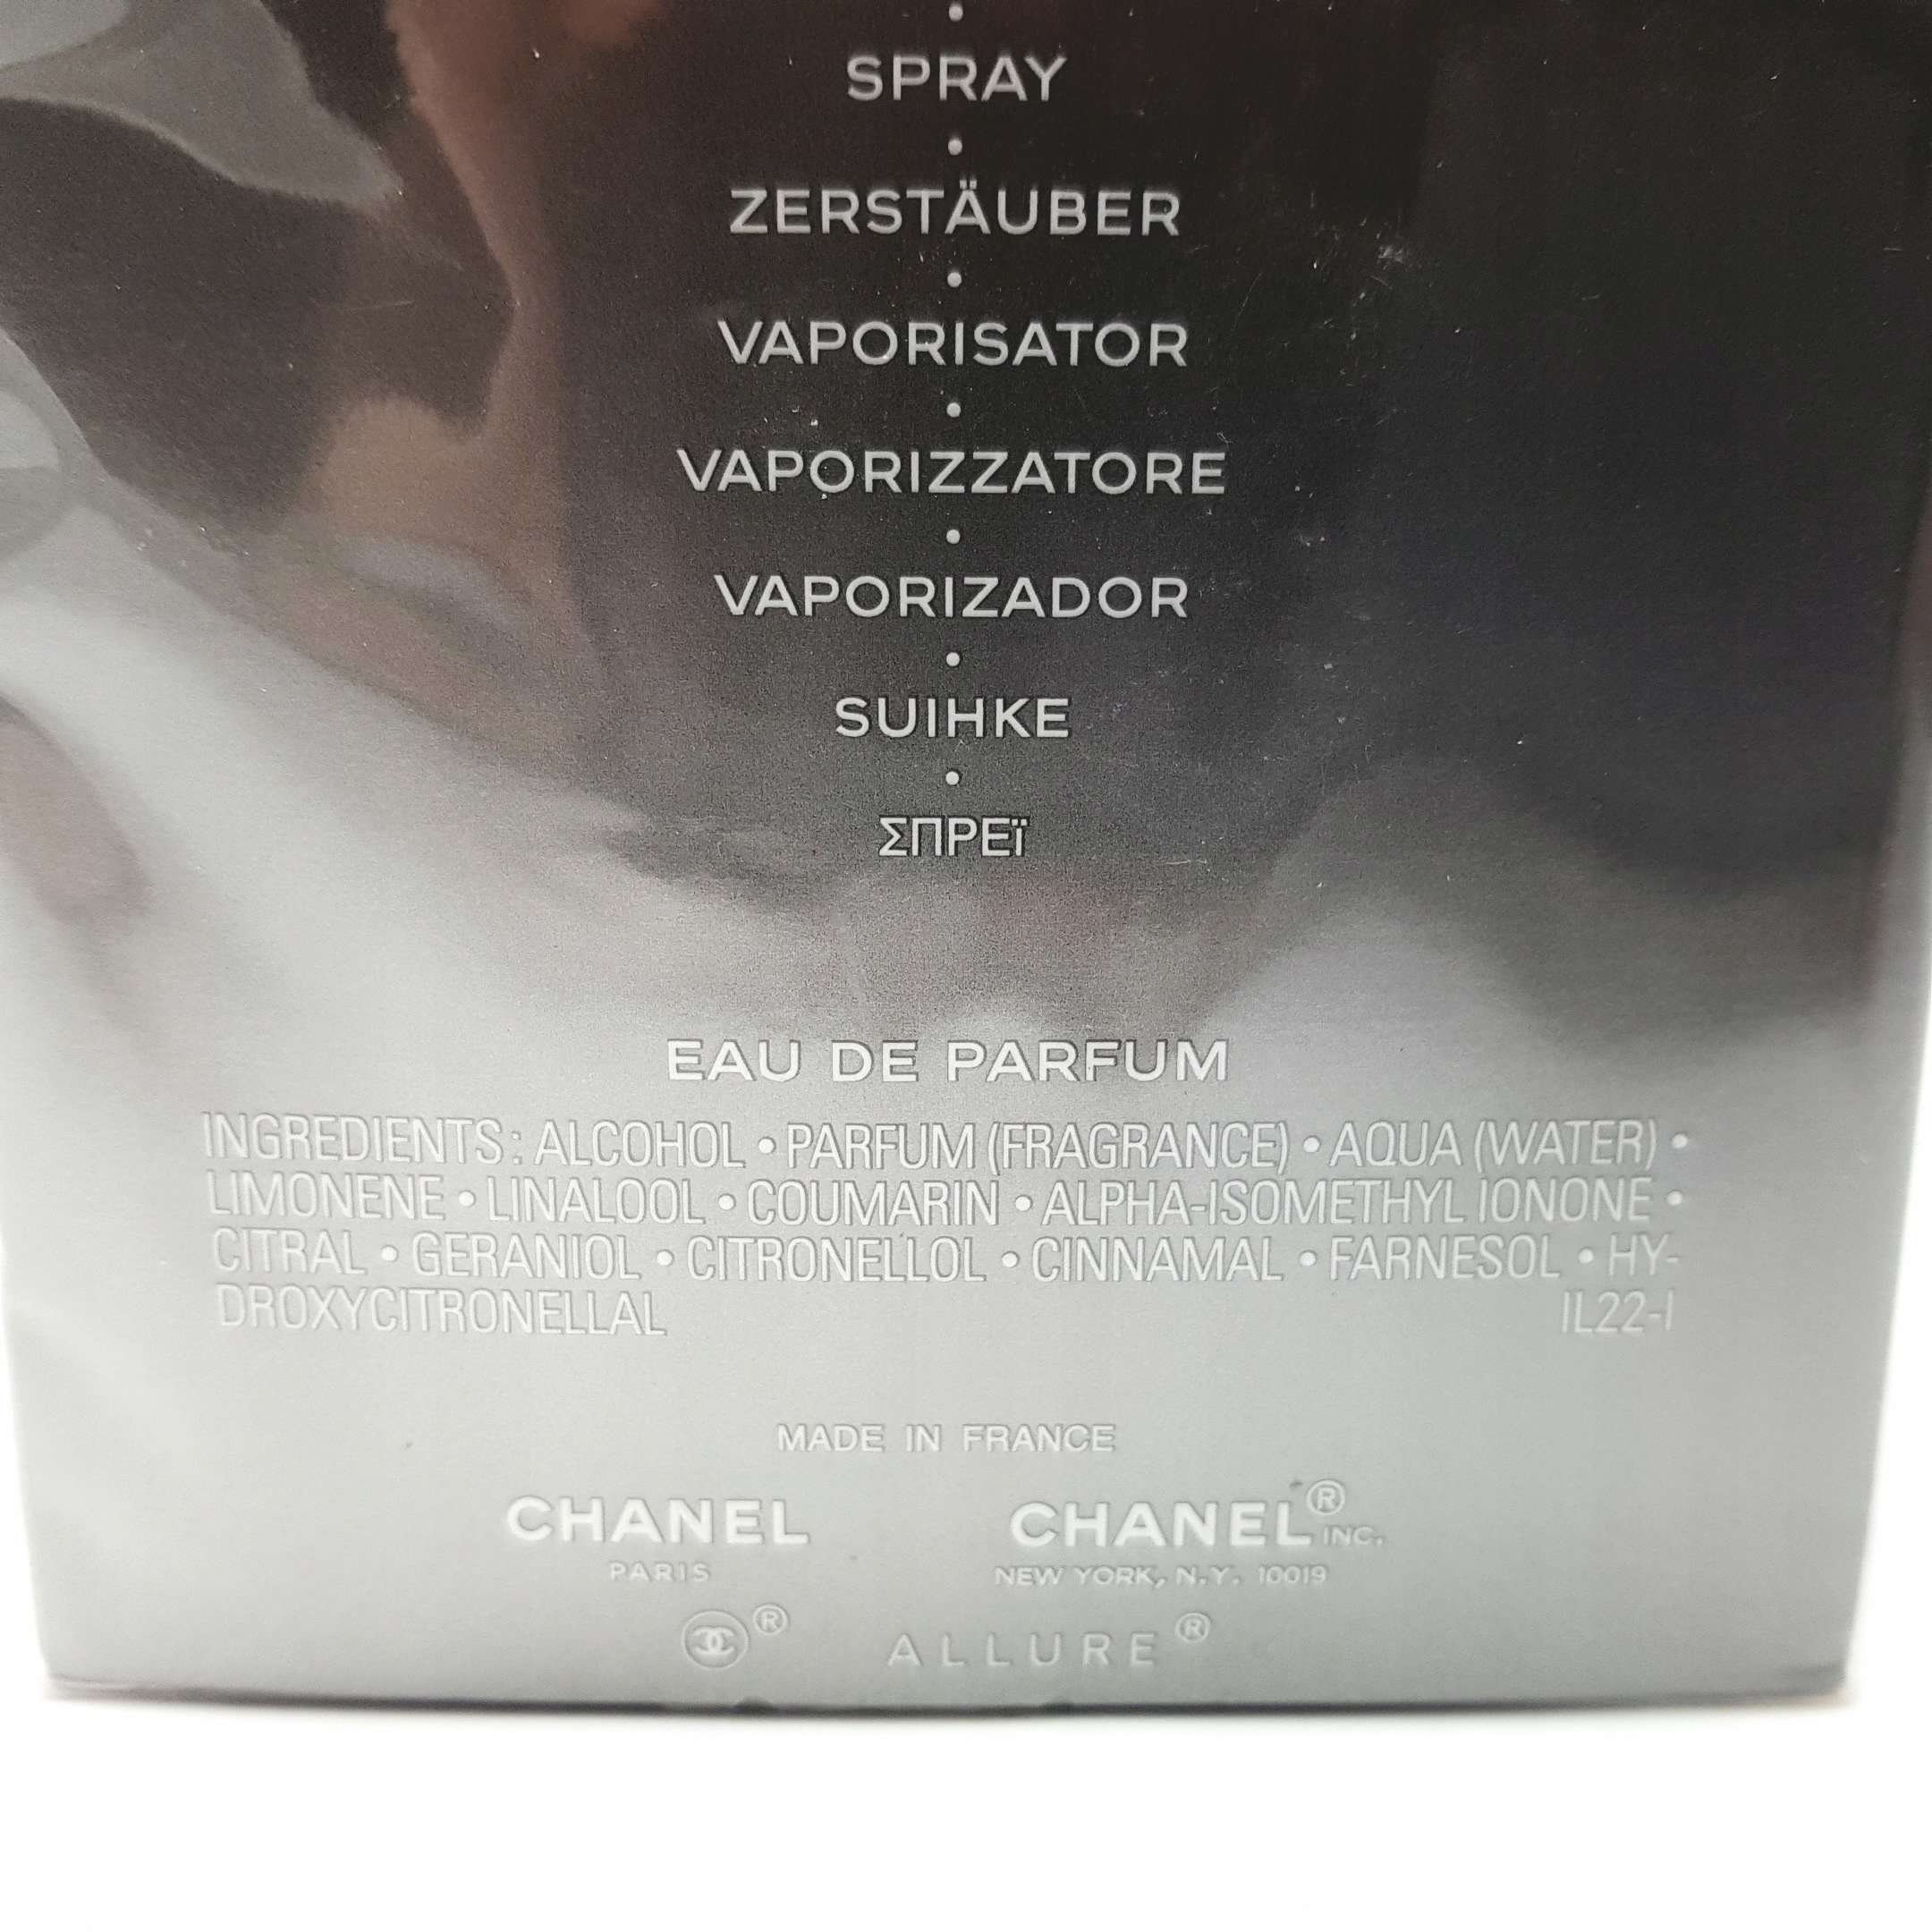 SPRAY
•
ZERSTÄUBER
•
VAPORISATOR
•
VAPORIZZATORE
•
VAPORIZADOR
•
SUIHKE
•
ΣΠΡΕΪ
EAU DE PARFUM
INGREDIENTS: ALCOHOL • PARFUM (FRAGRANCE) • AQUA (WATER) •
LIMONENE • LINALOOL • COUMARIN • ALPHA-ISOMETHYL IONONE •
CITRAL • GERANIOL • CITRONELLOL • CINNAMAL • FARNESOL • HY-
DROXYCITRONELLAL IL22-I
MADE IN FRANCE
CHANEL CHANEL® INC.
PARIS NEW YORK, N.Y. 10019
® ALLURE®